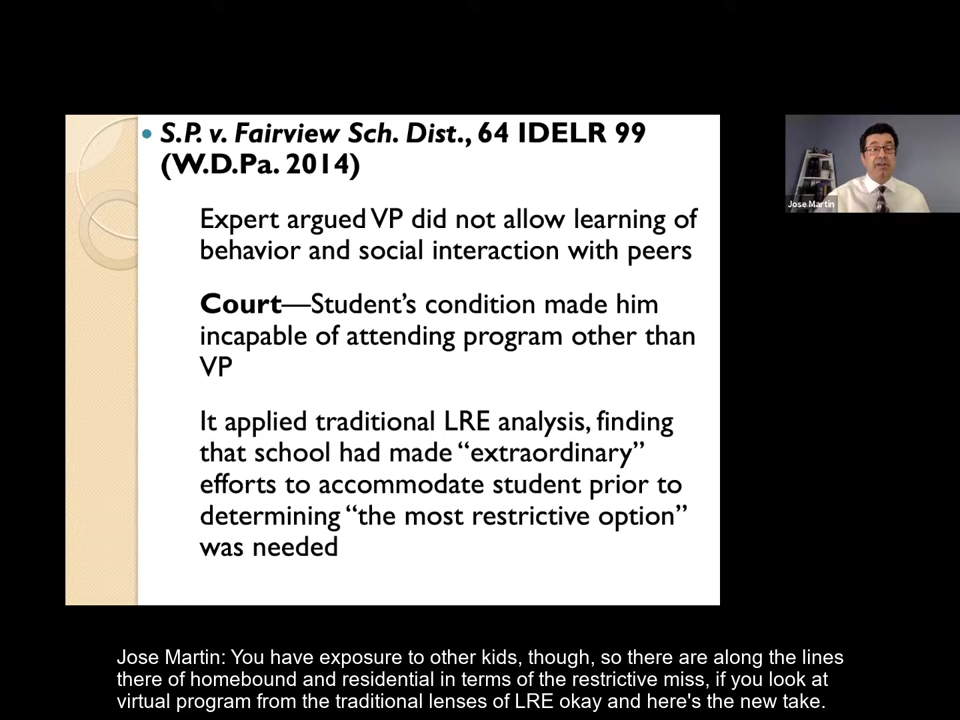 S.P. v. Fairview Sch. Dist., 64 IDELR 99
(W.D.Pa. 2014)
Expert argued VP did not allow learning of
behavior and social interaction with peers
Court—Student’s condition made him
incapable of attending program other than
VP
It applied traditional LRE analysis, finding
that school had made “extraordinary”
efforts to accommodate student prior to
determining “the most restrictive option”
was needed
Jose Martin
Jose Martin: You have exposure to other kids, though, so there are along the lines
there of homebound and residential in terms of the restrictive miss, if you look at
virtual program from the traditional lenses of LRE okay and here's the new take.